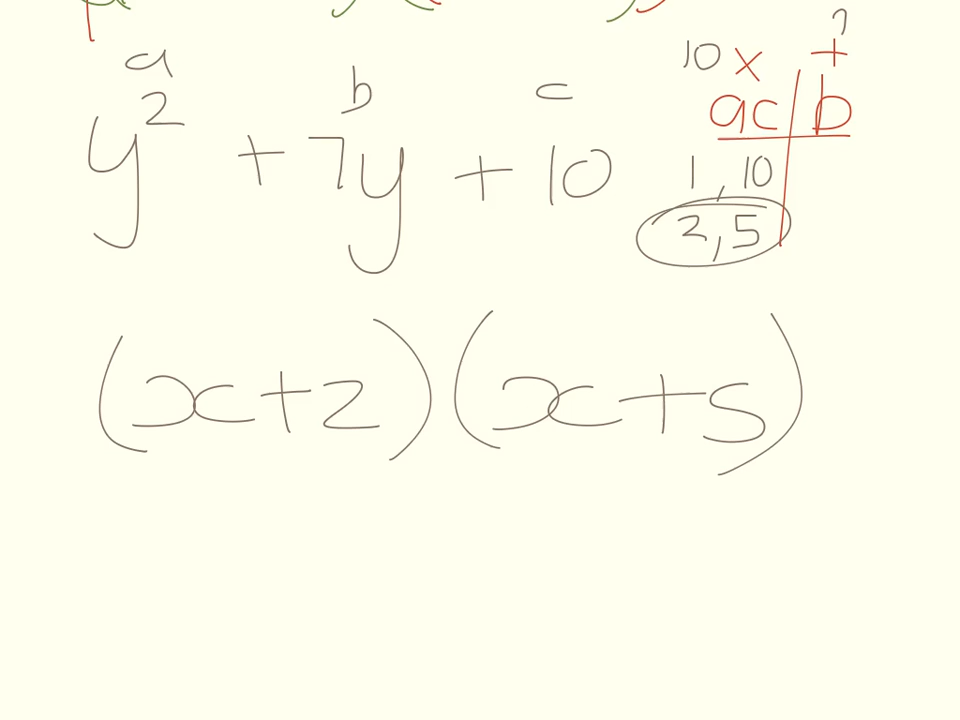 a b c 10 x + ?
y² + 7y + 10 ac | b
1, 10
2, 5
(x+2)(x+5)